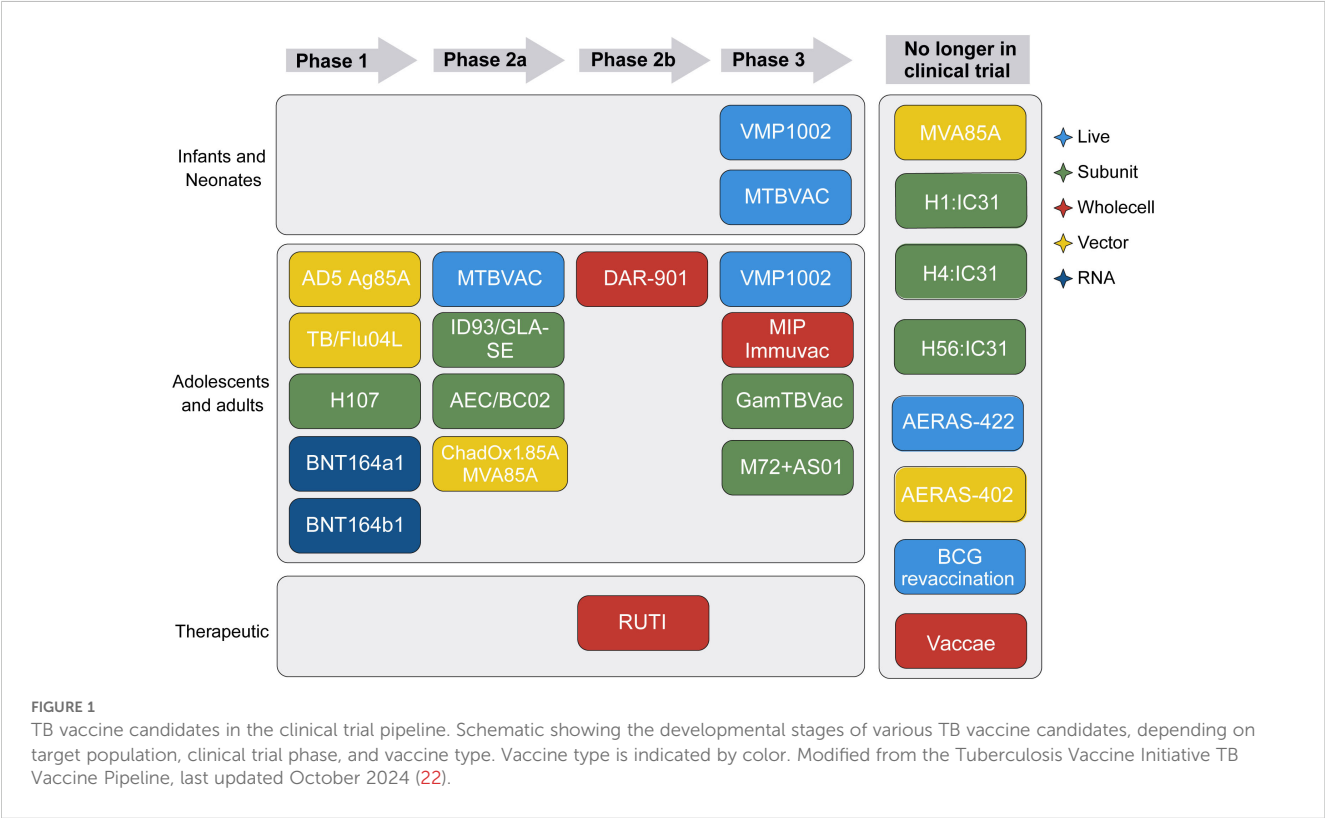 Phase 1
Phase 2a
Phase 2b
Phase 3
No longer in
clinical trial
Infants and
Neonates
VMP1002
MTBVAC
Adolescents
and adults
AD5 Ag85A
TB/Flu04L
H107
BNT164a1
BNT164b1
MTBVAC
ID93/GLA-
SE
AEC/BC02
ChadOx1.85A
MVA85A
DAR-901
VMP1002
MIP
Immuvac
GamTBVac
M72+AS01
Therapeutic
RUTI
MVA85A
H1:IC31
H4:IC31
H56:IC31
AERAS-422
AERAS-402
BCG
revaccination
Vaccae
Live
Subunit
Wholecell
Vector
RNA
FIGURE 1
TB vaccine candidates in the clinical trial pipeline. Schematic showing the developmental stages of various TB vaccine candidates, depending on
target population, clinical trial phase, and vaccine type. Vaccine type is indicated by color. Modified from the Tuberculosis Vaccine Initiative TB
Vaccine Pipeline, last updated October 2024 (22).